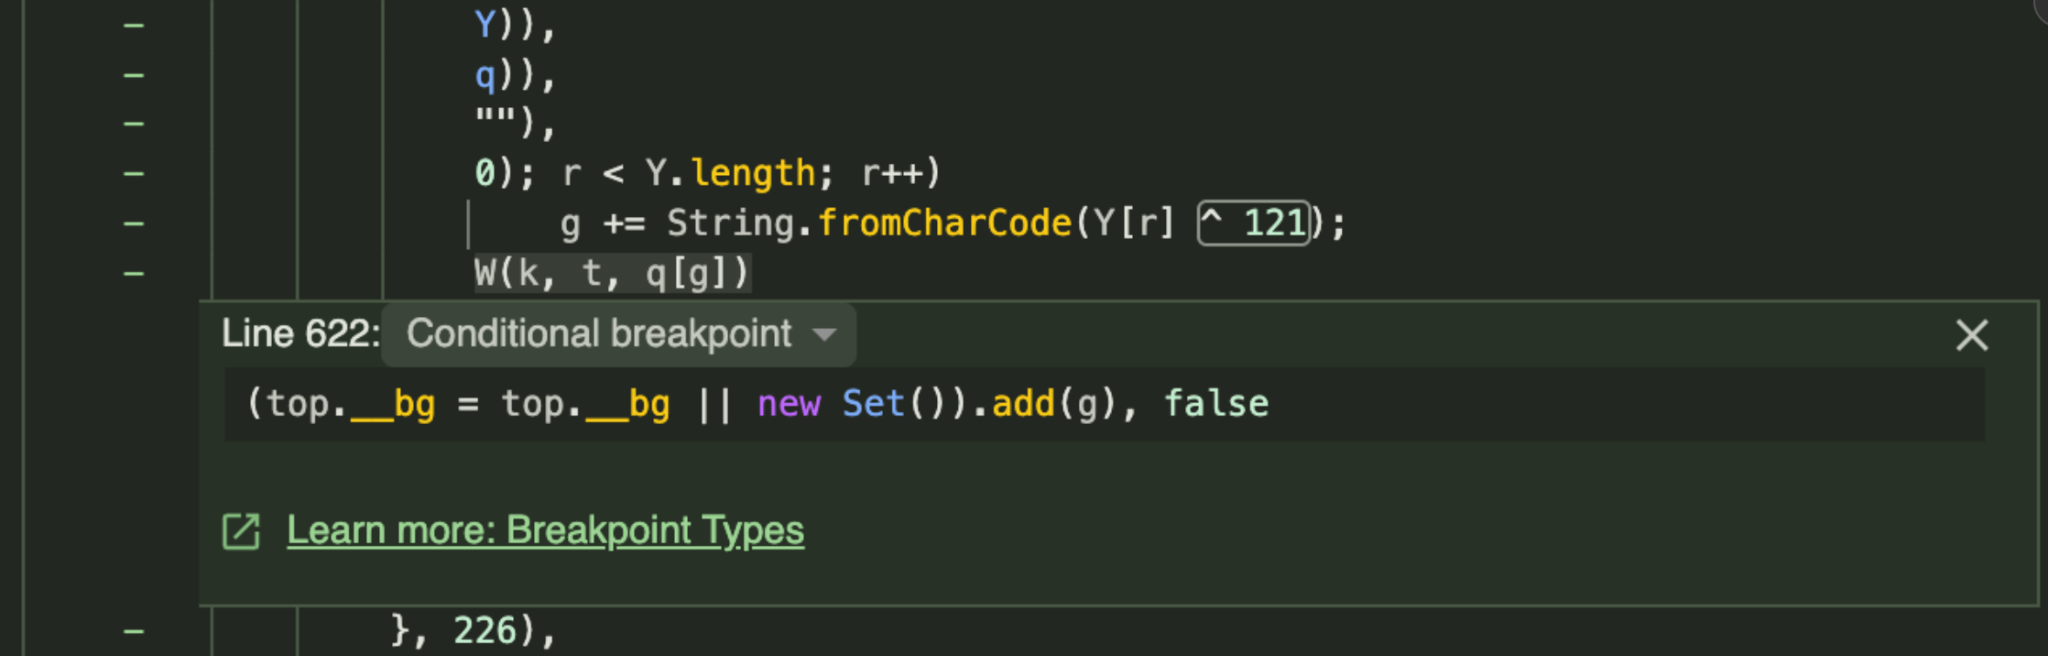 Y)),
q)),
""),
0); r < Y.length; r++)
g += String.fromCharCode(Y[r] ^ 121);
W(k, t, q[g])
Line 622: Conditional breakpoint
(top.__bg = top.__bg || new Set()).add(g), false
Learn more: Breakpoint Types
}, 226),